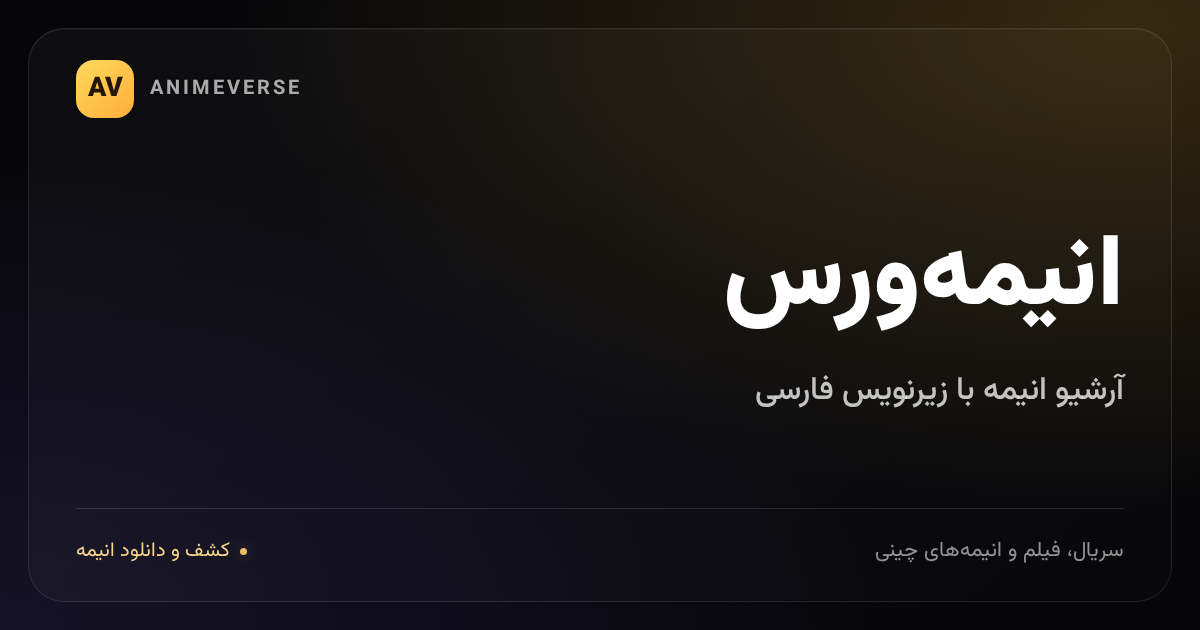 AV ANIMEVERSE
انیمه‌ورس
آرشیو انیمه با زیرنویس فارسی
سریال، فیلم و انیمه‌های چینی
کشف و دانلود انیمه